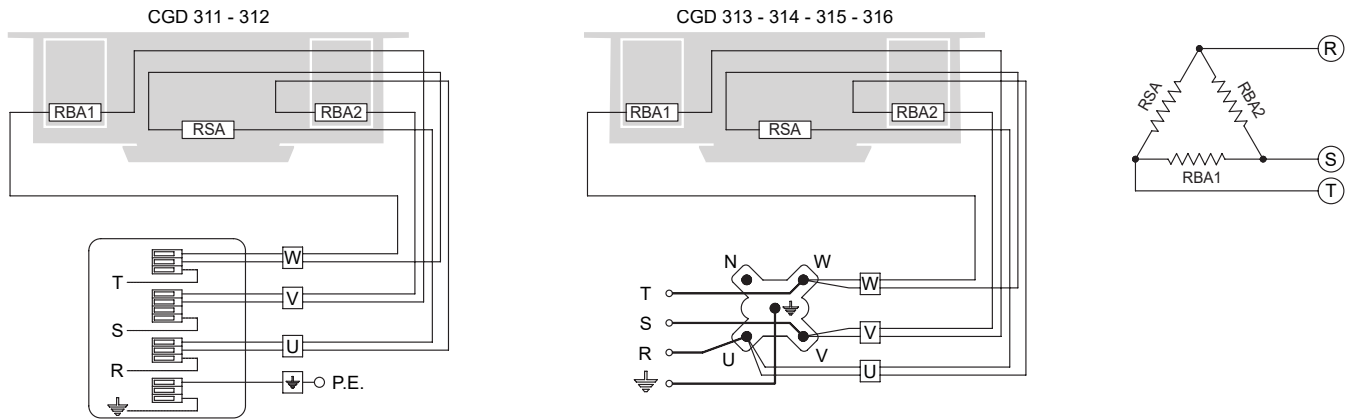 CGD 311 - 312
RBA1
RSA
RBA2
W
T
V
S
U
R
P.E.
CGD 313 - 314 - 315 - 316
RBA1
RSA
RBA2
N
W
W
T
S
V
R
U
V
U
R
RSA
RBA2
S
RBA1
T